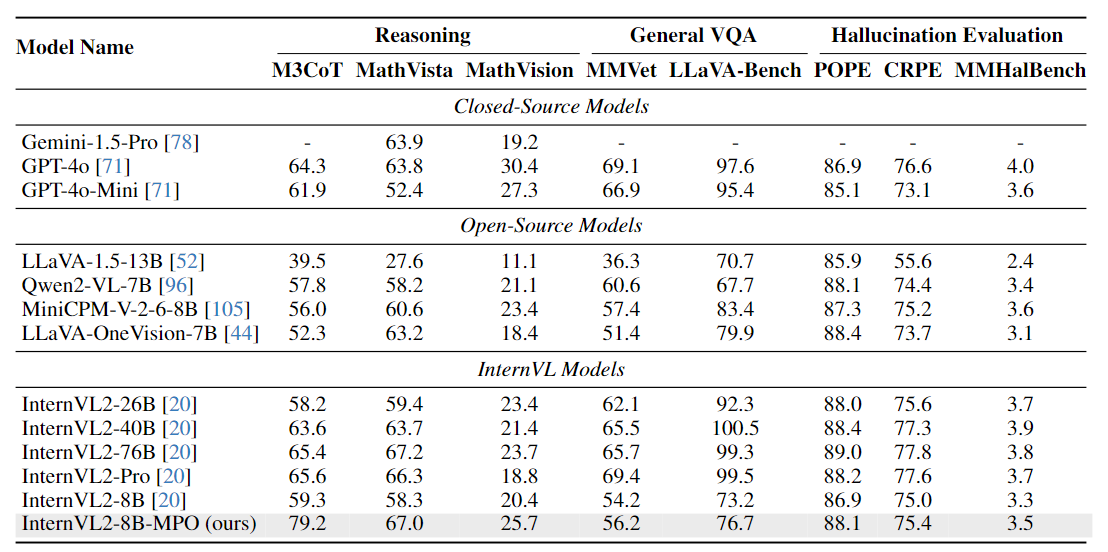 Model Name Reasoning General VQA Hallucination Evaluation
M3CoT MathVista MathVision MMVet LLaVA-Bench POPE CRPE MMHalBench
Closed-Source Models
Gemini-1.5-Pro [78] - 63.9 19.2 - - - - -
GPT-4o [71] 64.3 63.8 30.4 69.1 97.6 86.9 76.6 4.0
GPT-4o-Mini [71] 61.9 52.4 27.3 66.9 95.4 85.1 73.1 3.6
Open-Source Models
LLaVA-1.5-13B [52] 39.5 27.6 11.1 36.3 70.7 85.9 55.6 2.4
Qwen2-VL-7B [96] 57.8 58.2 21.1 60.6 67.7 88.1 74.4 3.4
MiniCPM-V-2-6-8B [105] 56.0 60.6 23.4 57.4 83.4 87.3 75.2 3.6
LLaVA-OneVision-7B [44] 52.3 63.2 18.4 51.4 79.9 88.4 73.7 3.1
InternVL Models
InternVL2-26B [20] 58.2 59.4 23.4 62.1 92.3 88.0 75.6 3.7
InternVL2-40B [20] 63.6 63.7 21.4 65.5 100.5 88.4 77.3 3.9
InternVL2-76B [20] 65.4 67.2 23.7 65.7 99.3 89.0 77.8 3.8
InternVL2-Pro [20] 65.6 66.3 18.8 69.4 99.5 88.2 77.6 3.7
InternVL2-8B [20] 59.3 58.3 20.4 54.2 73.2 86.9 75.0 3.3
InternVL2-8B-MPO (ours) 79.2 67.0 25.7 56.2 76.7 88.1 75.4 3.5